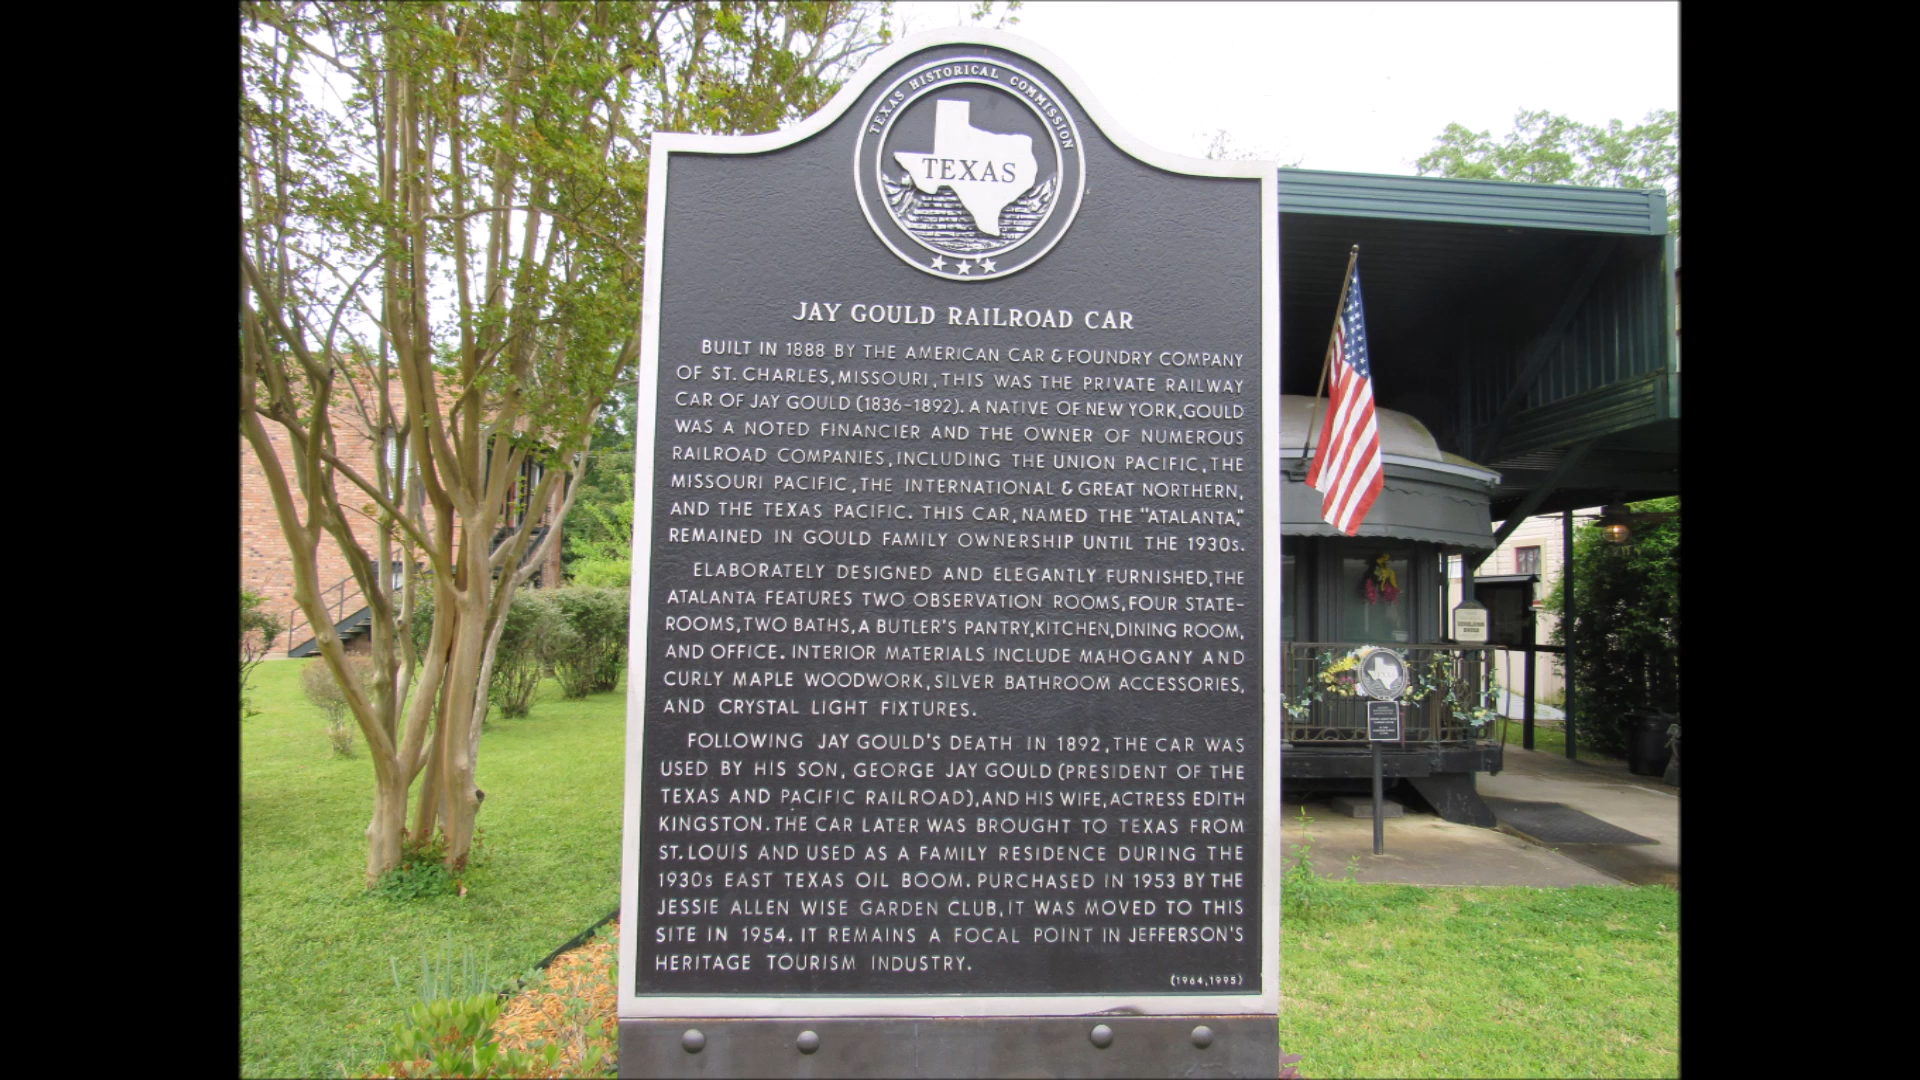 TEXAS HISTORICAL COMMISSION
TEXAS
JAY GOULD RAILROAD CAR
BUILT IN 1888 BY THE AMERICAN CAR & FOUNDRY COMPANY
OF ST. CHARLES, MISSOURI, THIS WAS THE PRIVATE RAILWAY
CAR OF JAY GOULD (1836-1892). A NATIVE OF NEW YORK, GOULD
WAS A NOTED FINANCIER AND THE OWNER OF NUMEROUS
RAILROAD COMPANIES, INCLUDING THE UNION PACIFIC, THE
MISSOURI PACIFIC, THE INTERNATIONAL & GREAT NORTHERN,
AND THE TEXAS PACIFIC. THIS CAR, NAMED THE "ATALANTA,"
REMAINED IN GOULD FAMILY OWNERSHIP UNTIL THE 1930s.
ELABORATELY DESIGNED AND ELEGANTLY FURNISHED, THE
ATALANTA FEATURES TWO OBSERVATION ROOMS, FOUR STATE-
ROOMS, TWO BATHS, A BUTLER'S PANTRY, KITCHEN, DINING ROOM,
AND OFFICE. INTERIOR MATERIALS INCLUDE MAHOGANY AND
CURLY MAPLE WOODWORK, SILVER BATHROOM ACCESSORIES,
AND CRYSTAL LIGHT FIXTURES.
FOLLOWING JAY GOULD'S DEATH IN 1892, THE CAR WAS
USED BY HIS SON, GEORGE JAY GOULD (PRESIDENT OF THE
TEXAS AND PACIFIC RAILROAD), AND HIS WIFE, ACTRESS EDITH
KINGSTON. THE CAR LATER WAS BROUGHT TO TEXAS FROM
ST. LOUIS AND USED AS A FAMILY RESIDENCE DURING THE
1930s EAST TEXAS OIL BOOM. PURCHASED IN 1953 BY THE
JESSIE ALLEN WISE GARDEN CLUB, IT WAS MOVED TO THIS
SITE IN 1954. IT REMAINS A FOCAL POINT IN JEFFERSON'S
HERITAGE TOURISM INDUSTRY.
(1964, 1995)